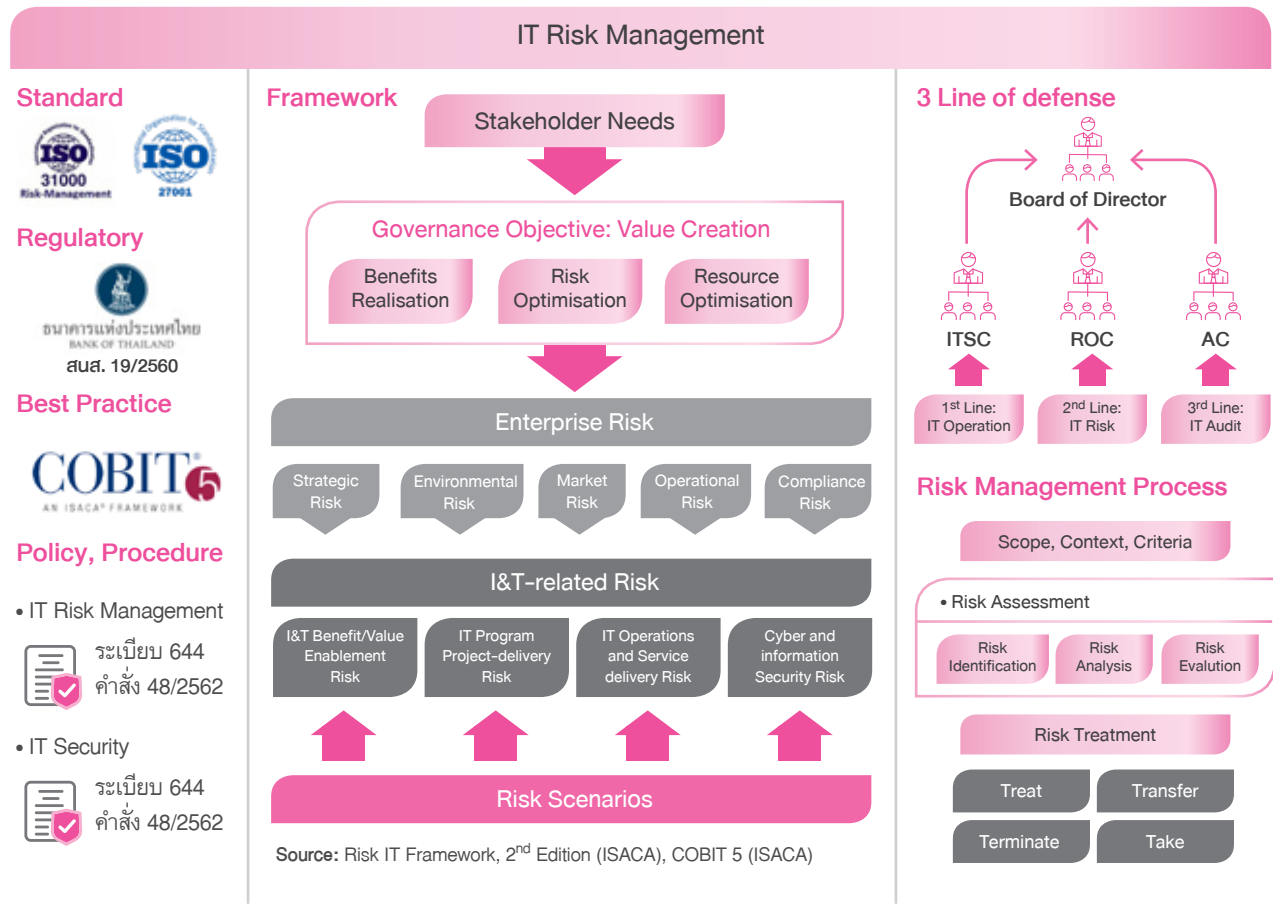 IT Risk Management
Standard
ISO
31000
Risk-Management
ISO
27001
Regulatory
ธนาคารแห่งประเทศไทย
BANK OF THAILAND
สนส. 19/2560
Best Practice
COBIT 5
AN ISACA® FRAMEWORK
Policy, Procedure
• IT Risk Management
ระเบียบ 644
คำสั่ง 48/2562
• IT Security
ระเบียบ 644
คำสั่ง 48/2562
Framework
Stakeholder Needs
Governance Objective: Value Creation
Benefits
Realisation
Risk
Optimisation
Resource
Optimisation
Enterprise Risk
Strategic
Risk
Environmental
Risk
Market
Risk
Operational
Risk
Compliance
Risk
I&T-related Risk
I&T Benefit/Value
Enablement
Risk
IT Program
Project-delivery
Risk
IT Operations
and Service
delivery Risk
Cyber and
information
Security Risk
Risk Scenarios
Source: Risk IT Framework, 2nd Edition (ISACA), COBIT 5 (ISACA)
3 Line of defense
Board of Director
ITSC
ROC
AC
1st Line:
IT Operation
2nd Line:
IT Risk
3rd Line:
IT Audit
Risk Management Process
Scope, Context, Criteria
• Risk Assessment
Risk
Identification
Risk
Analysis
Risk
Evalution
Risk Treatment
Treat
Transfer
Terminate
Take